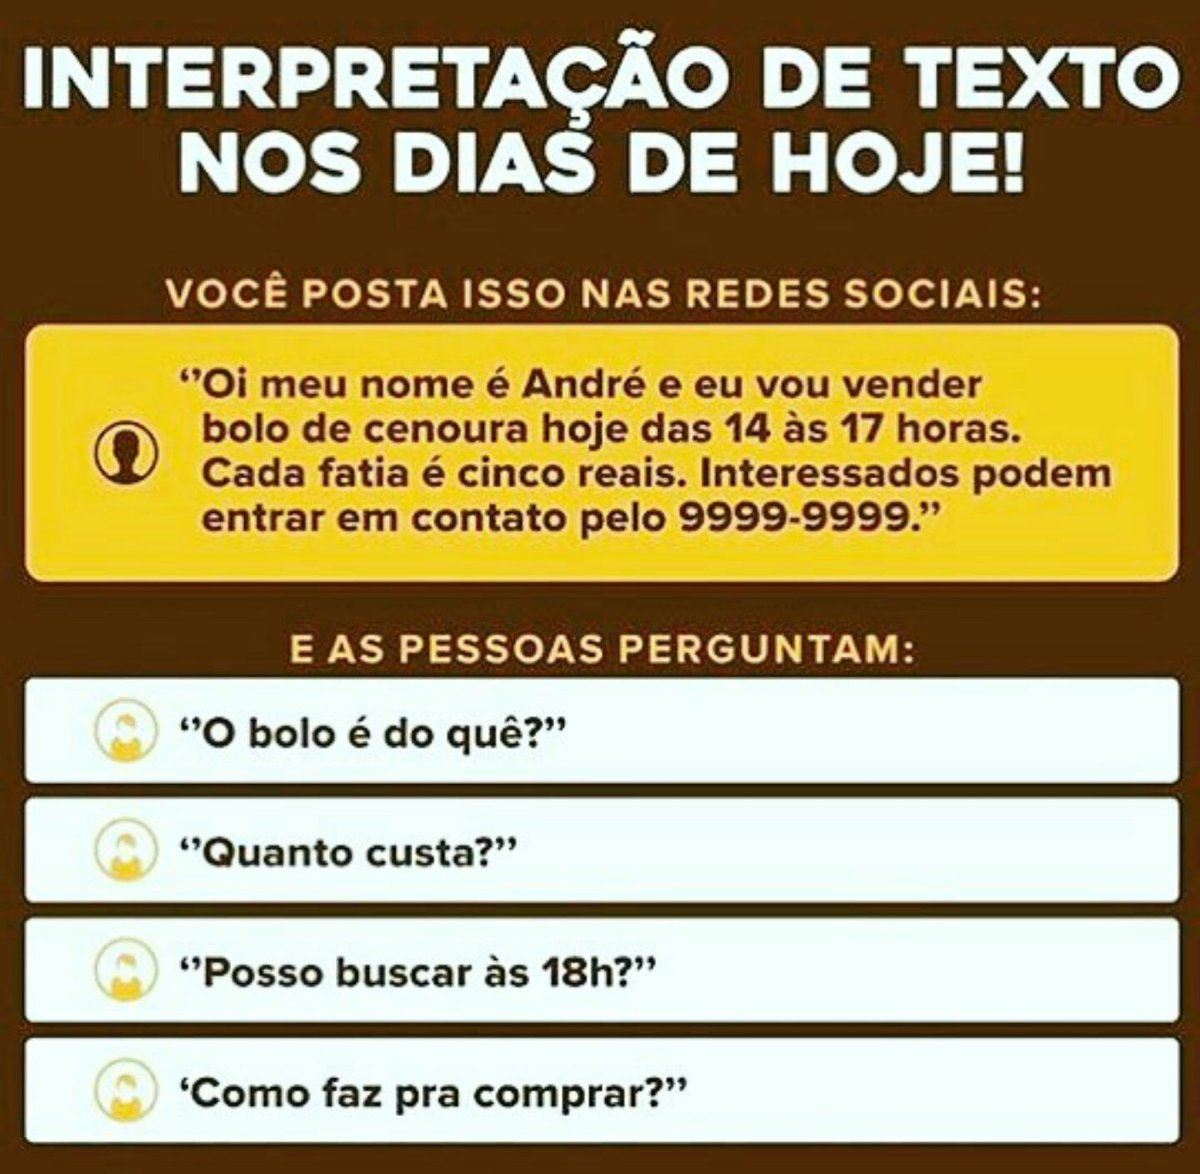 INTERPRETAÇÃO DE TEXTO
NOS DIAS DE HOJE!
VOCÊ POSTA ISSO NAS REDES SOCIAIS:
‘’Oi meu nome é André e eu vou vender
bolo de cenoura hoje das 14 às 17 horas.
Cada fatia é cinco reais. Interessados podem
entrar em contato pelo 9999-9999.’’
E AS PESSOAS PERGUNTAM:
‘’O bolo é do quê?’’
‘’Quanto custa?’’
‘’Posso buscar às 18h?’’
‘Como faz pra comprar?’’